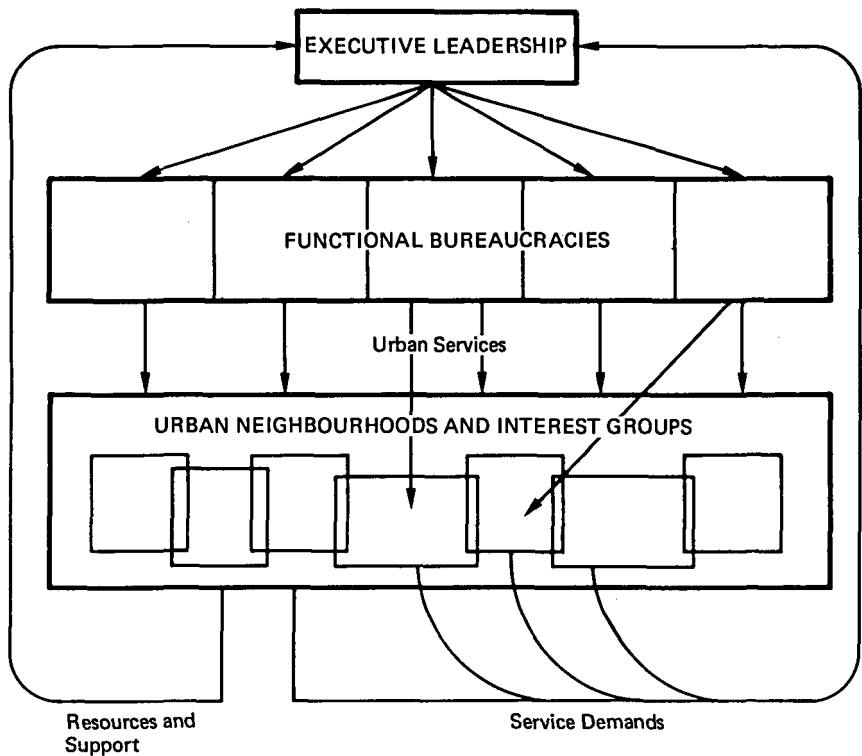 EXECUTIVE LEADERSHIP
FUNCTIONAL BUREAUCRACIES
Urban Services
URBAN NEIGHBOURHOODS AND INTEREST GROUPS
Resources and
Support
Service Demands